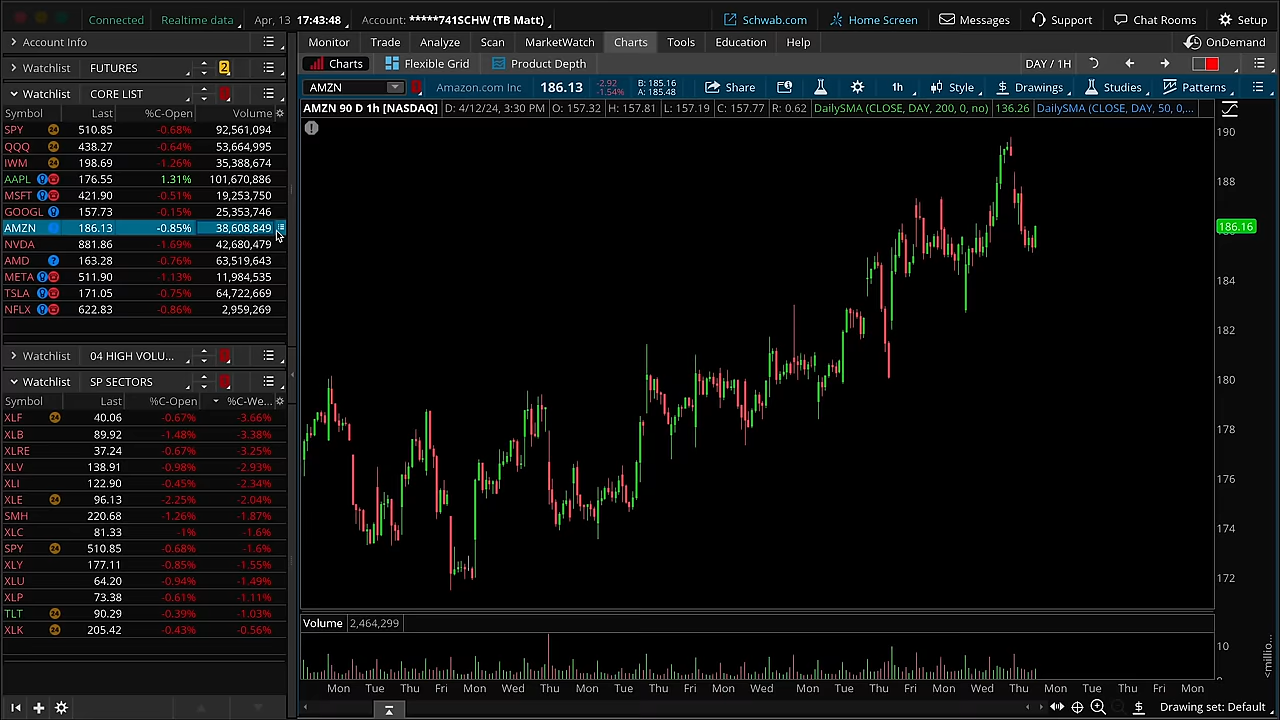 Connected Realtime data Apr, 13 17:43:48 Account: *****741SCHW (TB Matt) Schwab.com Home Screen Messages Support Chat Rooms Setup
Account Info
Monitor Trade Analyze Scan MarketWatch Charts Tools Education Help OnDemand
Watchlist FUTURES 2
Charts Flexible Grid Product Depth DAY / 1H
Watchlist CORE LIST
AMZN Amazon.com Inc 186.13 -2.92 -1.54% B: 185.16 A: 185.48 Share 1h Style Drawings Studies Patterns
Symbol Last %C-Open Volume
AMZN 90 D 1h [NASDAQ] D: 4/12/24, 3:30 PM O: 157.32 H: 157.81 L: 157.19 C: 157.77 R: 0.62 DailySMA (CLOSE, DAY, 200, 0, no) 136.26 DailySMA (CLOSE, DAY, 50, 0,...
SPY 24 510.85 -0.68% 92,561,094
QQQ 24 438.27 -0.64% 53,664,995
IWM 24 198.69 -1.26% 35,388,674
AAPL 176.55 1.31% 101,670,886
MSFT 421.90 -0.51% 19,253,750
GOOGL 157.73 -0.15% 25,353,746
AMZN 186.13 -0.85% 38,608,849
NVDA 881.86 -1.69% 42,680,479
AMD ? 163.28 -0.76% 63,519,643
META 511.90 -1.13% 11,984,535
TSLA 171.05 -0.75% 64,722,669
NFLX 622.83 -0.86% 2,959,269
Watchlist 04 HIGH VOLU...
Watchlist SP SECTORS
Symbol Last %C-Open %C-We...
XLF 24 40.06 -0.67% -3.66%
XLB 89.92 -1.48% -3.38%
XLRE 37.24 -0.67% -3.25%
XLV 138.91 -0.98% -2.93%
XLI 122.90 -0.45% -2.34%
XLE 24 96.13 -2.25% -2.04%
SMH 220.68 -1.26% -1.87%
XLC 81.33 -1% -1.6%
SPY 24 510.85 -0.68% -1.6%
XLY 177.11 -0.85% -1.55%
XLU 64.20 -0.94% -1.49%
XLP 73.38 -0.61% -1.11%
TLT 24 90.29 -0.39% -1.03%
XLK 24 205.42 -0.43% -0.56%
190
188
186.16
184
182
180
178
176
174
172
Volume 2,464,299
10
<millio...
Mon Tue Thu Fri Mon Wed Thu Tue Thu Fri Mon Wed Thu Mon Tue Thu Fri Mon Wed Thu Mon Tue Thu Fri Mon
$ Drawing set: Default